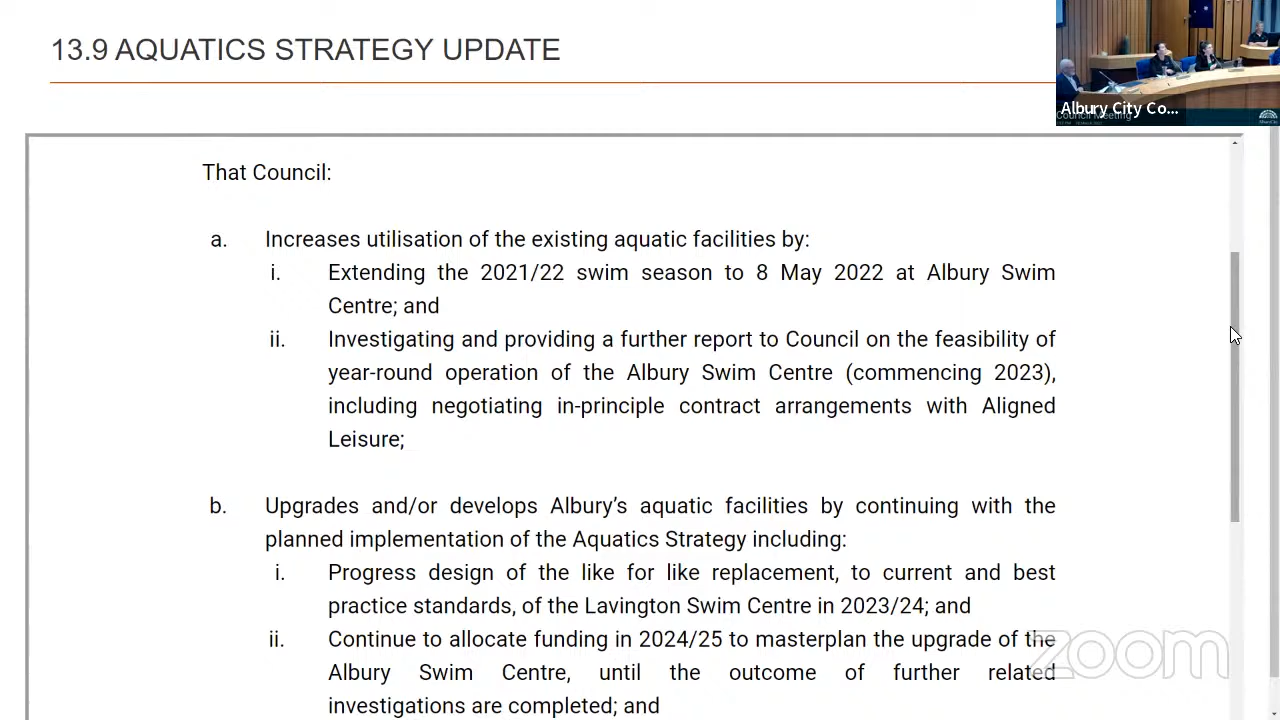 13.9 AQUATICS STRATEGY UPDATE
Albury City Co...
Council Meeting
That Council:
a. Increases utilisation of the existing aquatic facilities by:
i. Extending the 2021/22 swim season to 8 May 2022 at Albury Swim
Centre; and
ii. Investigating and providing a further report to Council on the feasibility of
year-round operation of the Albury Swim Centre (commencing 2023),
including negotiating in-principle contract arrangements with Aligned
Leisure;
b. Upgrades and/or develops Albury’s aquatic facilities by continuing with the
planned implementation of the Aquatics Strategy including:
i. Progress design of the like for like replacement, to current and best
practice standards, of the Lavington Swim Centre in 2023/24; and
ii. Continue to allocate funding in 2024/25 to masterplan the upgrade of the
Albury Swim Centre, until the outcome of further related
investigations are completed; and
zoom